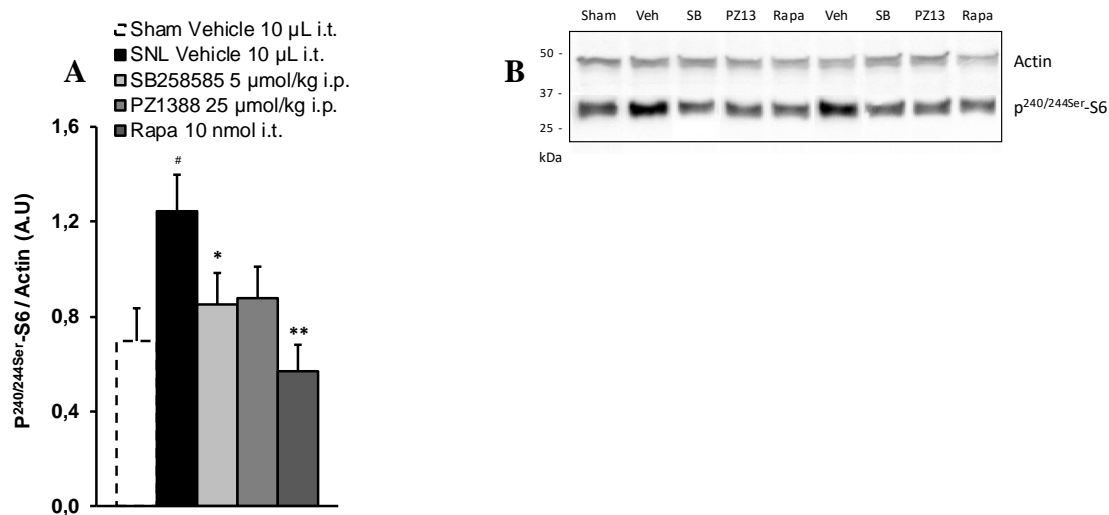 A
Sham Vehicle 10 µL i.t.
SNL Vehicle 10 µL i.t.
SB258585 5 µmol/kg i.p.
PZ1388 25 µmol/kg i.p.
Rapa 10 nmol i.t.
P240/244Ser-S6 / Actin (A.U)
1,6
1,2
0,8
0,4
0,0
#
*
**
B
Sham Veh SB PZ13 Rapa Veh SB PZ13 Rapa
50 -
37 -
25 -
kDa
Actin
p240/244Ser-S6